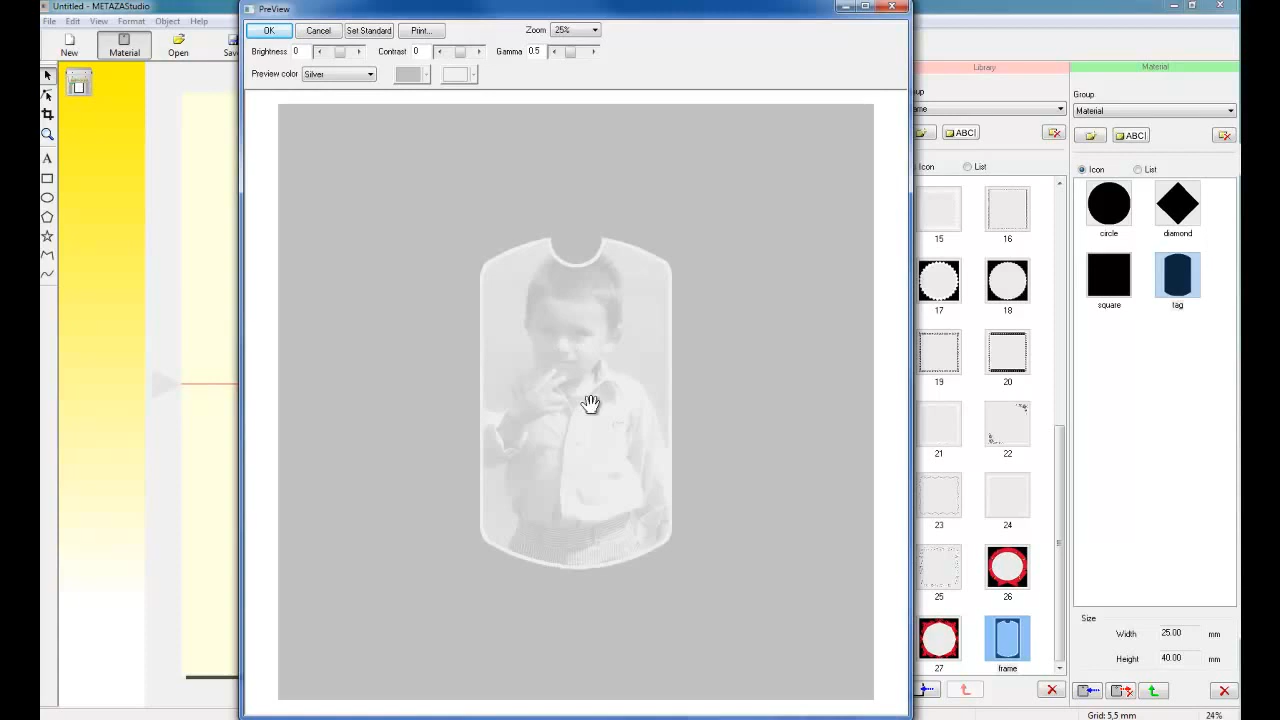 Untitled - METAZAStudio
File Edit View Format Object Help
New Material Open Save
PreView
OK Cancel Set Standard Print... Zoom 25%
Brightness 0 Contrast 0 Gamma 0.5
Preview color Silver
Library
ABC
Icon List
15 16
17 18
19 20
21 22
23 24
25 26
27 frame
Material
Group
Material
ABC
Icon List
circle diamond
square tag
Size
Width 25.00 mm
Height 40.00 mm
Grid: 5,5 mm 24%